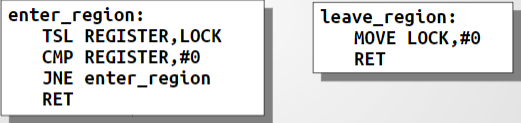 enter_region:
TSL REGISTER,LOCK
CMP REGISTER,#0
JNE enter_region
RET
leave_region:
MOVE LOCK,#0
RET